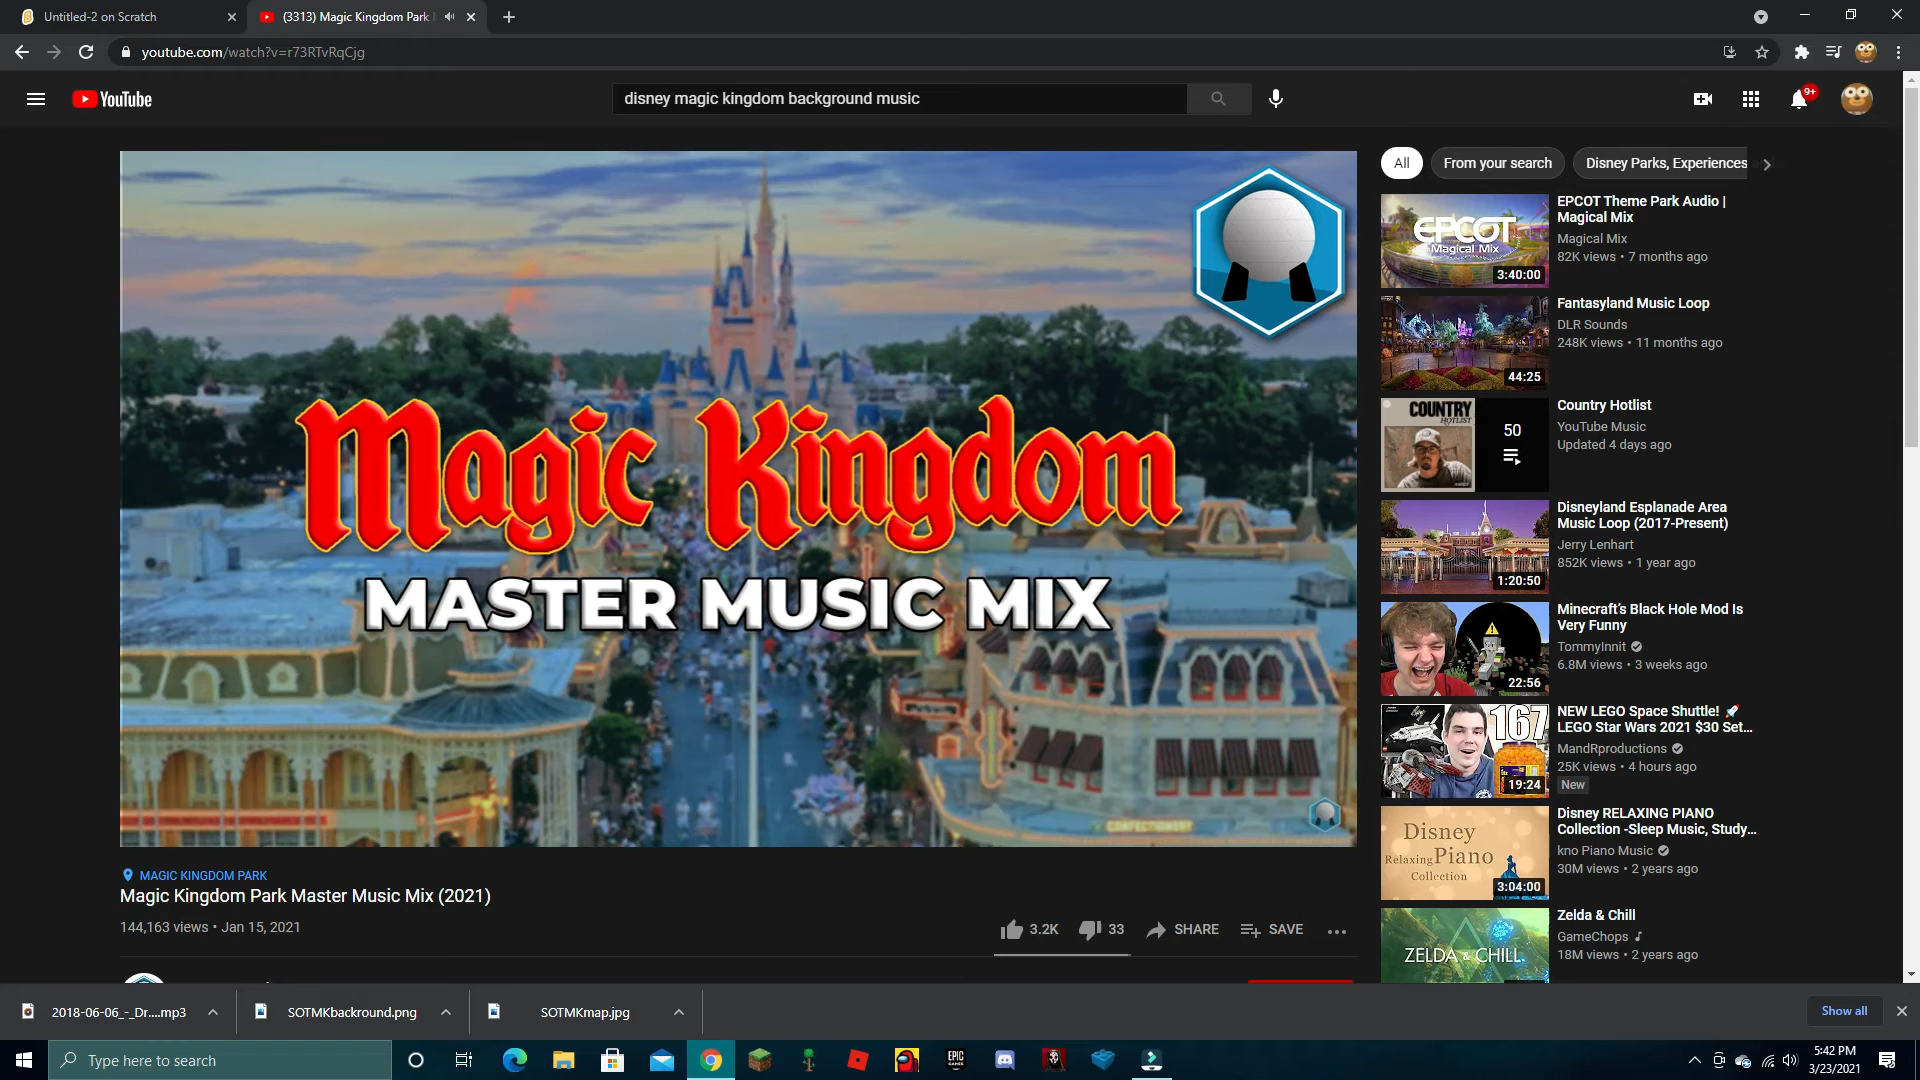 Untitled-2 on Scratch
(3313) Magic Kingdom Park
youtube.com/watch?v=r73RTvRqCjg
YouTube
disney magic kingdom background music
9+
All
From your search
Disney Parks, Experiences
Magic Kingdom
MASTER MUSIC MIX
CONFECTIONERY
EPCOT
Magical Mix
3:40:00
EPCOT Theme Park Audio |
Magical Mix
Magical Mix
82K views • 7 months ago
44:25
Fantasyland Music Loop
DLR Sounds
248K views • 11 months ago
COUNTRY
HOTLIST
50
Country Hotlist
YouTube Music
Updated 4 days ago
1:20:50
Disneyland Esplanade Area
Music Loop (2017-Present)
Jerry Lenhart
852K views • 1 year ago
22:56
Minecraft's Black Hole Mod Is
Very Funny
TommyInnit
6.8M views • 3 weeks ago
167
19:24
NEW LEGO Space Shuttle! 🚀
LEGO Star Wars 2021 $30 Set...
MandRproductions
25K views • 4 hours ago
New
Disney
Relaxing Piano
Collection
3:04:00
Disney RELAXING PIANO
Collection -Sleep Music, Study...
kno Piano Music
30M views • 2 years ago
ZELDA & CHILL
Zelda & Chill
GameChops
18M views • 2 years ago
MAGIC KINGDOM PARK
Magic Kingdom Park Master Music Mix (2021)
144,163 views • Jan 15, 2021
3.2K
33
SHARE
SAVE
2018-06-06_-_Dr....mp3
SOTMKbackround.png
SOTMKmap.jpg
Show all
Type here to search
EPIC
GAMES
5:42 PM
3/23/2021